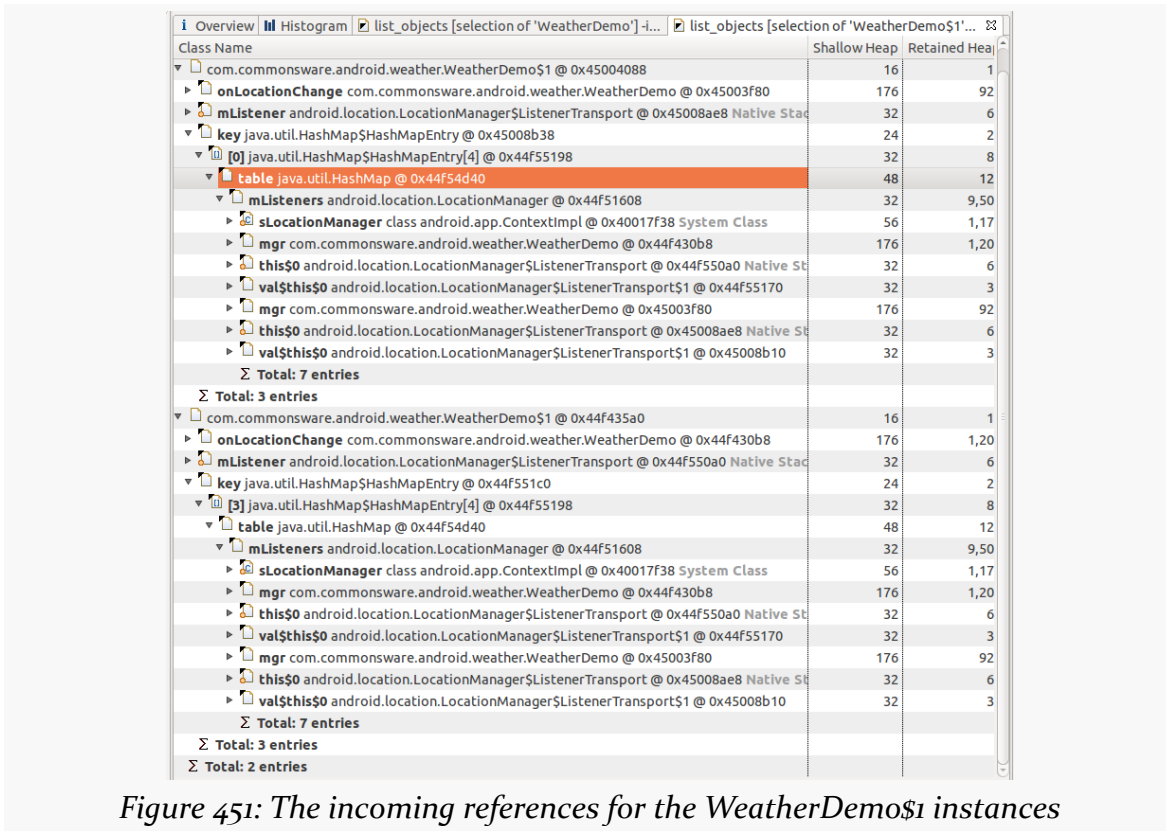 i Overview Histogram list_objects [selection of 'WeatherDemo'] -i... list_objects [selection of 'WeatherDemo$1'...
Class Name Shallow Heap Retained Heap
com.commonsware.android.weather.WeatherDemo$1 @ 0x45004088 16 1
onLocationChange com.commonsware.android.weather.WeatherDemo @ 0x45003f80 176 92
mListener android.location.LocationManager$ListenerTransport @ 0x45008ae8 Native Stac 32 6
key java.util.HashMap$HashMapEntry @ 0x45008b38 24 2
[0] java.util.HashMap$HashMapEntry[4] @ 0x44f55198 32 8
table java.util.HashMap @ 0x44f54d40 48 12
mListeners android.location.LocationManager @ 0x44f51608 32 9,50
sLocationManager class android.app.ContextImpl @ 0x40017f38 System Class 56 1,17
mgr com.commonsware.android.weather.WeatherDemo @ 0x44f430b8 176 1,20
this$0 android.location.LocationManager$ListenerTransport @ 0x44f550a0 Native St 32 6
val$this$0 android.location.LocationManager$ListenerTransport$1 @ 0x44f55170 32 3
mgr com.commonsware.android.weather.WeatherDemo @ 0x45003f80 176 92
this$0 android.location.LocationManager$ListenerTransport @ 0x45008ae8 Native St 32 6
val$this$0 android.location.LocationManager$ListenerTransport$1 @ 0x45008b10 32 3
Σ Total: 7 entries
Σ Total: 3 entries
com.commonsware.android.weather.WeatherDemo$1 @ 0x44f435a0 16 1
onLocationChange com.commonsware.android.weather.WeatherDemo @ 0x44f430b8 176 1,20
mListener android.location.LocationManager$ListenerTransport @ 0x44f550a0 Native Stac 32 6
key java.util.HashMap$HashMapEntry @ 0x44f551c0 24 2
[3] java.util.HashMap$HashMapEntry[4] @ 0x44f55198 32 8
table java.util.HashMap @ 0x44f54d40 48 12
mListeners android.location.LocationManager @ 0x44f51608 32 9,50
sLocationManager class android.app.ContextImpl @ 0x40017f38 System Class 56 1,17
mgr com.commonsware.android.weather.WeatherDemo @ 0x44f430b8 176 1,20
this$0 android.location.LocationManager$ListenerTransport @ 0x44f550a0 Native St 32 6
val$this$0 android.location.LocationManager$ListenerTransport$1 @ 0x44f55170 32 3
mgr com.commonsware.android.weather.WeatherDemo @ 0x45003f80 176 92
this$0 android.location.LocationManager$ListenerTransport @ 0x45008ae8 Native St 32 6
val$this$0 android.location.LocationManager$ListenerTransport$1 @ 0x45008b10 32 3
Σ Total: 7 entries
Σ Total: 3 entries
Σ Total: 2 entries
Figure 451: The incoming references for the WeatherDemo$1 instances